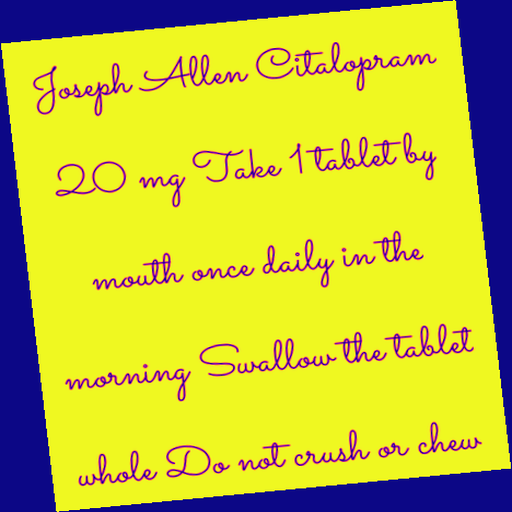 Joseph Allen Citalopram
20 mg Take 1 tablet by
mouth once daily in the
morning Swallow the tablet
whole Do not crush or chew